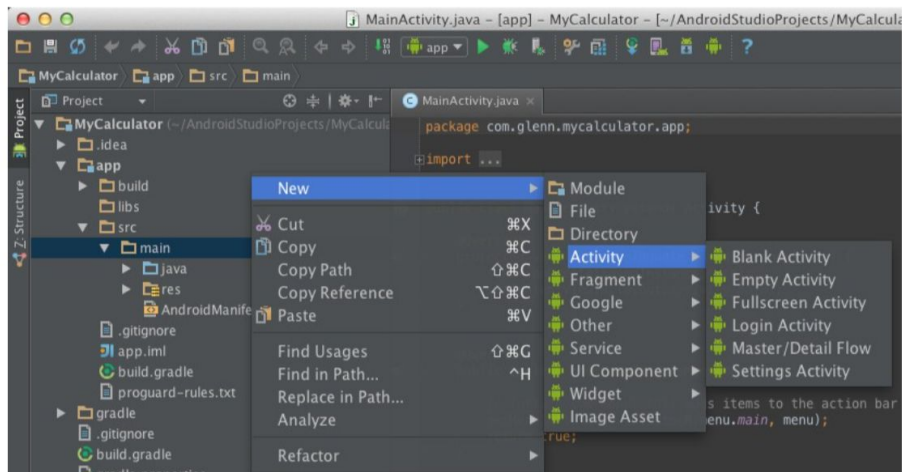 MainActivity.java – [app] – MyCalculator – [~/AndroidStudioProjects/MyCalcula
app
?
MyCalculator app src main
Project
MainActivity.java ×
Project
Z: Structure
MyCalculator (~/AndroidStudioProjects/MyCalcula
.idea
app
build
libs
src
main
java
res
AndroidManife
.gitignore
app.iml
build.gradle
proguard-rules.txt
gradle
.gitignore
build.gradle
package com.glenn.mycalculator.app;
import ...
ivity {
s items to the action bar
enu.main, menu);
rue;
New
Cut ⌘X
Copy ⌘C
Copy Path ⇧⌘C
Copy Reference ⌥⇧⌘C
Paste ⌘V
Find Usages ⇧⌘G
Find in Path... ^H
Replace in Path...
Analyze
Refactor
Module
File
Directory
Activity
Fragment
Google
Other
Service
UI Component
Widget
Image Asset
Blank Activity
Empty Activity
Fullscreen Activity
Login Activity
Master/Detail Flow
Settings Activity